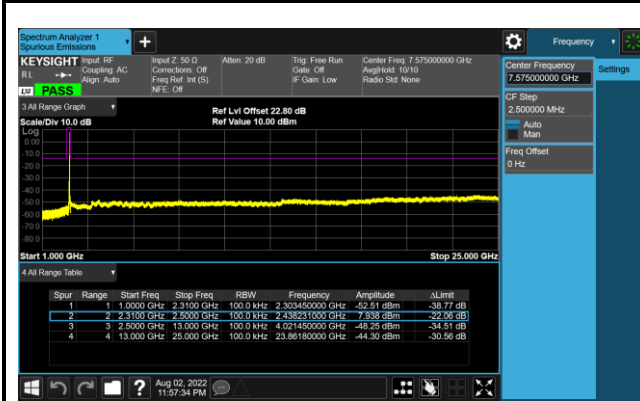 Spectrum Analyzer 1
Spurious Emissions
Frequency
KEYSIGHT Input: RF Input Z: 50 Ω Atten: 20 dB Trig: Free Run Center Freq: 7.575000000 GHz
RL Coupling: AC Corrections: Off Gate: Off Avg|Hold: 10/10
Align: Auto Freq Ref: Int (S) IF Gain: Low Radio Std: None
NFE: Off
LM PASS
Center Frequency
7.575000000 GHz
Settings
CF Step
2.500000 MHz
Auto
Man
Freq Offset
0 Hz
3 All Range Graph
Ref Lvl Offset 22.80 dB
Scale/Div 10.0 dB Ref Value 10.00 dBm
Log
0.00
-10.0
-20.0
-30.0
-40.0
-50.0
-60.0
-70.0
-80.0
Start 1.000 GHz Stop 25.000 GHz
4 All Range Table
Spur Range Start Freq Stop Freq RBW Frequency Amplitude ΔLimit
1 1 1.0000 GHz 2.3100 GHz 100.0 kHz 2.303450000 GHz -52.51 dBm -38.77 dB
2 2 2.3100 GHz 2.5000 GHz 100.0 kHz 2.438231000 GHz 7.938 dBm -22.06 dB
3 3 2.5000 GHz 13.000 GHz 100.0 kHz 4.021450000 GHz -48.25 dBm -34.51 dB
4 4 13.000 GHz 25.000 GHz 100.0 kHz 23.86180000 GHz -44.30 dBm -30.56 dB
Aug 02, 2022
11:57:34 PM